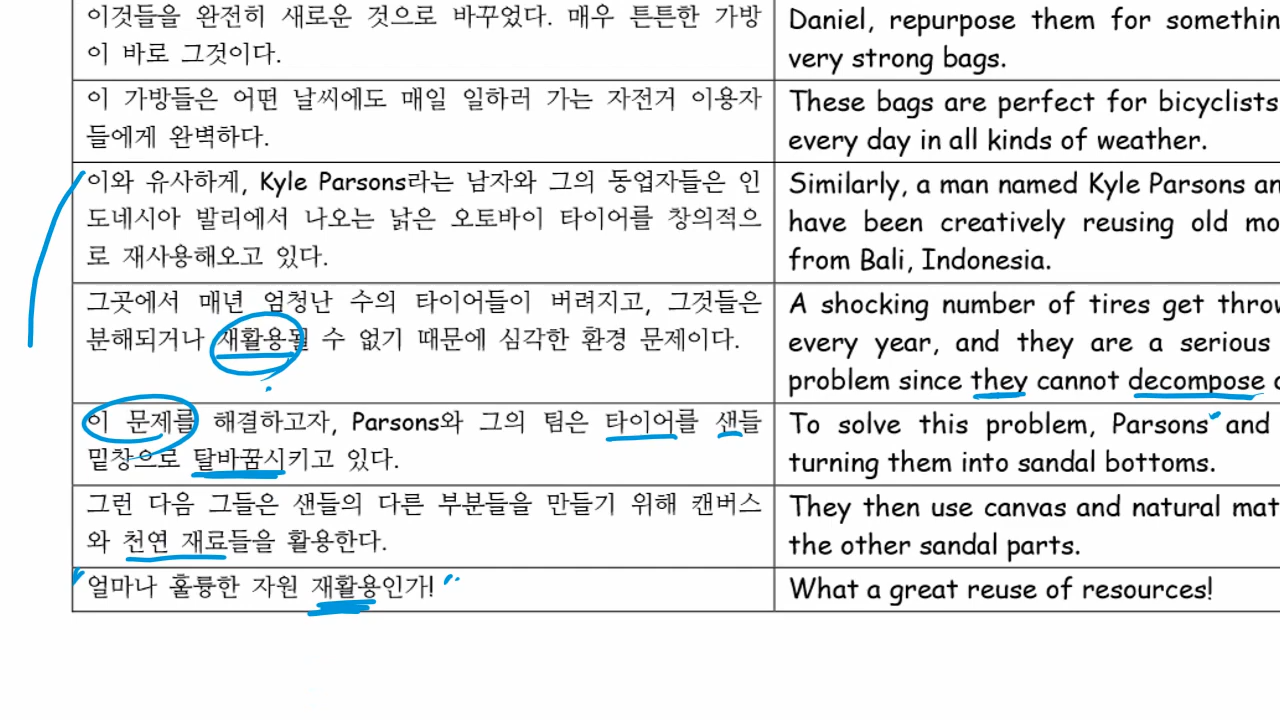 이것들을 완전히 새로운 것으로 바꾸었다. 매우 튼튼한 가방
이 바로 그것이다.
Daniel, repurpose them for somethin
very strong bags.
이 가방들은 어떤 날씨에도 매일 일하러 가는 자전거 이용자
들에게 완벽하다.
These bags are perfect for bicyclists
every day in all kinds of weather.
이와 유사하게, Kyle Parsons라는 남자와 그의 동업자들은 인
도네시아 발리에서 나오는 낡은 오토바이 타이어를 창의적으
로 재사용해오고 있다.
Similarly, a man named Kyle Parsons an
have been creatively reusing old mo
from Bali, Indonesia.
그곳에서 매년 엄청난 수의 타이어들이 버려지고, 그것들은
분해되거나 재활용될 수 없기 때문에 심각한 환경 문제이다.
A shocking number of tires get throw
every year, and they are a serious
problem since they cannot decompose o
이 문제를 해결하고자, Parsons와 그의 팀은 타이어를 샌들
밑창으로 탈바꿈시키고 있다.
To solve this problem, Parsons and
turning them into sandal bottoms.
그런 다음 그들은 샌들의 다른 부분들을 만들기 위해 캔버스
와 천연 재료들을 활용한다.
They then use canvas and natural mat
the other sandal parts.
얼마나 훌륭한 자원 재활용인가!
What a great reuse of resources!